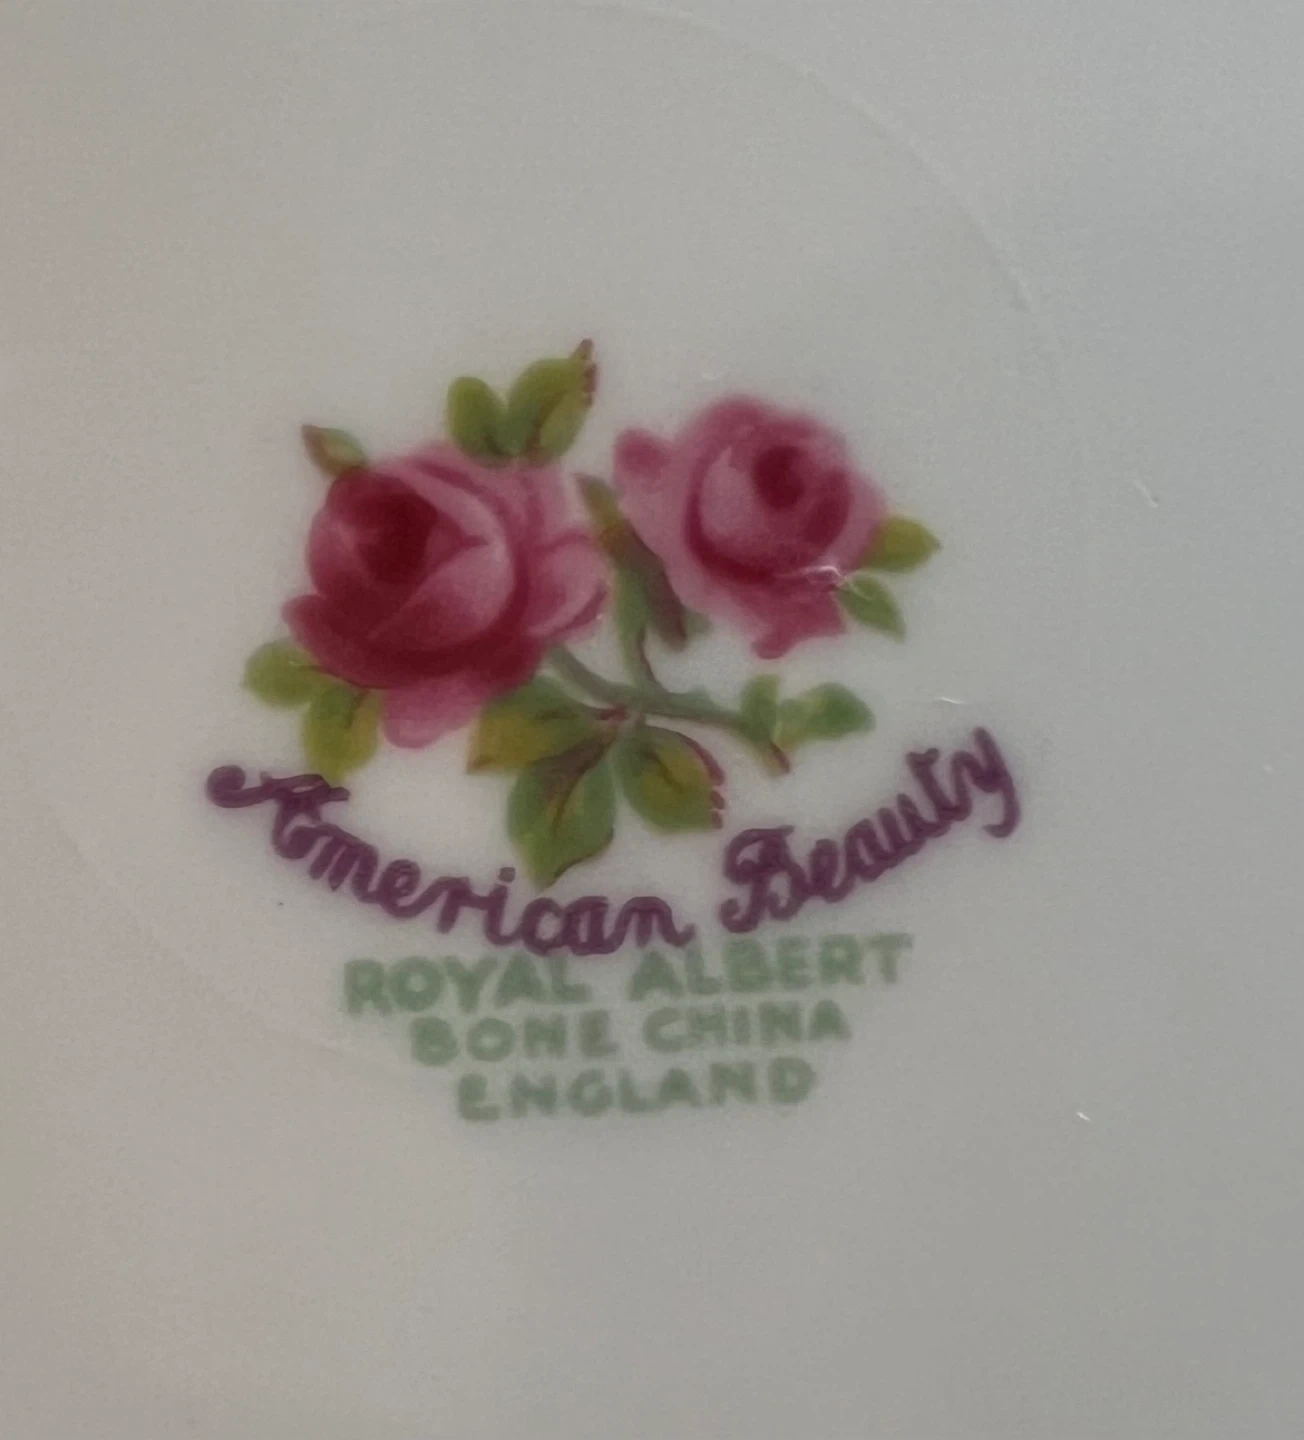 American Beauty
ROYAL ALBERT
BONE CHINA
ENGLAND